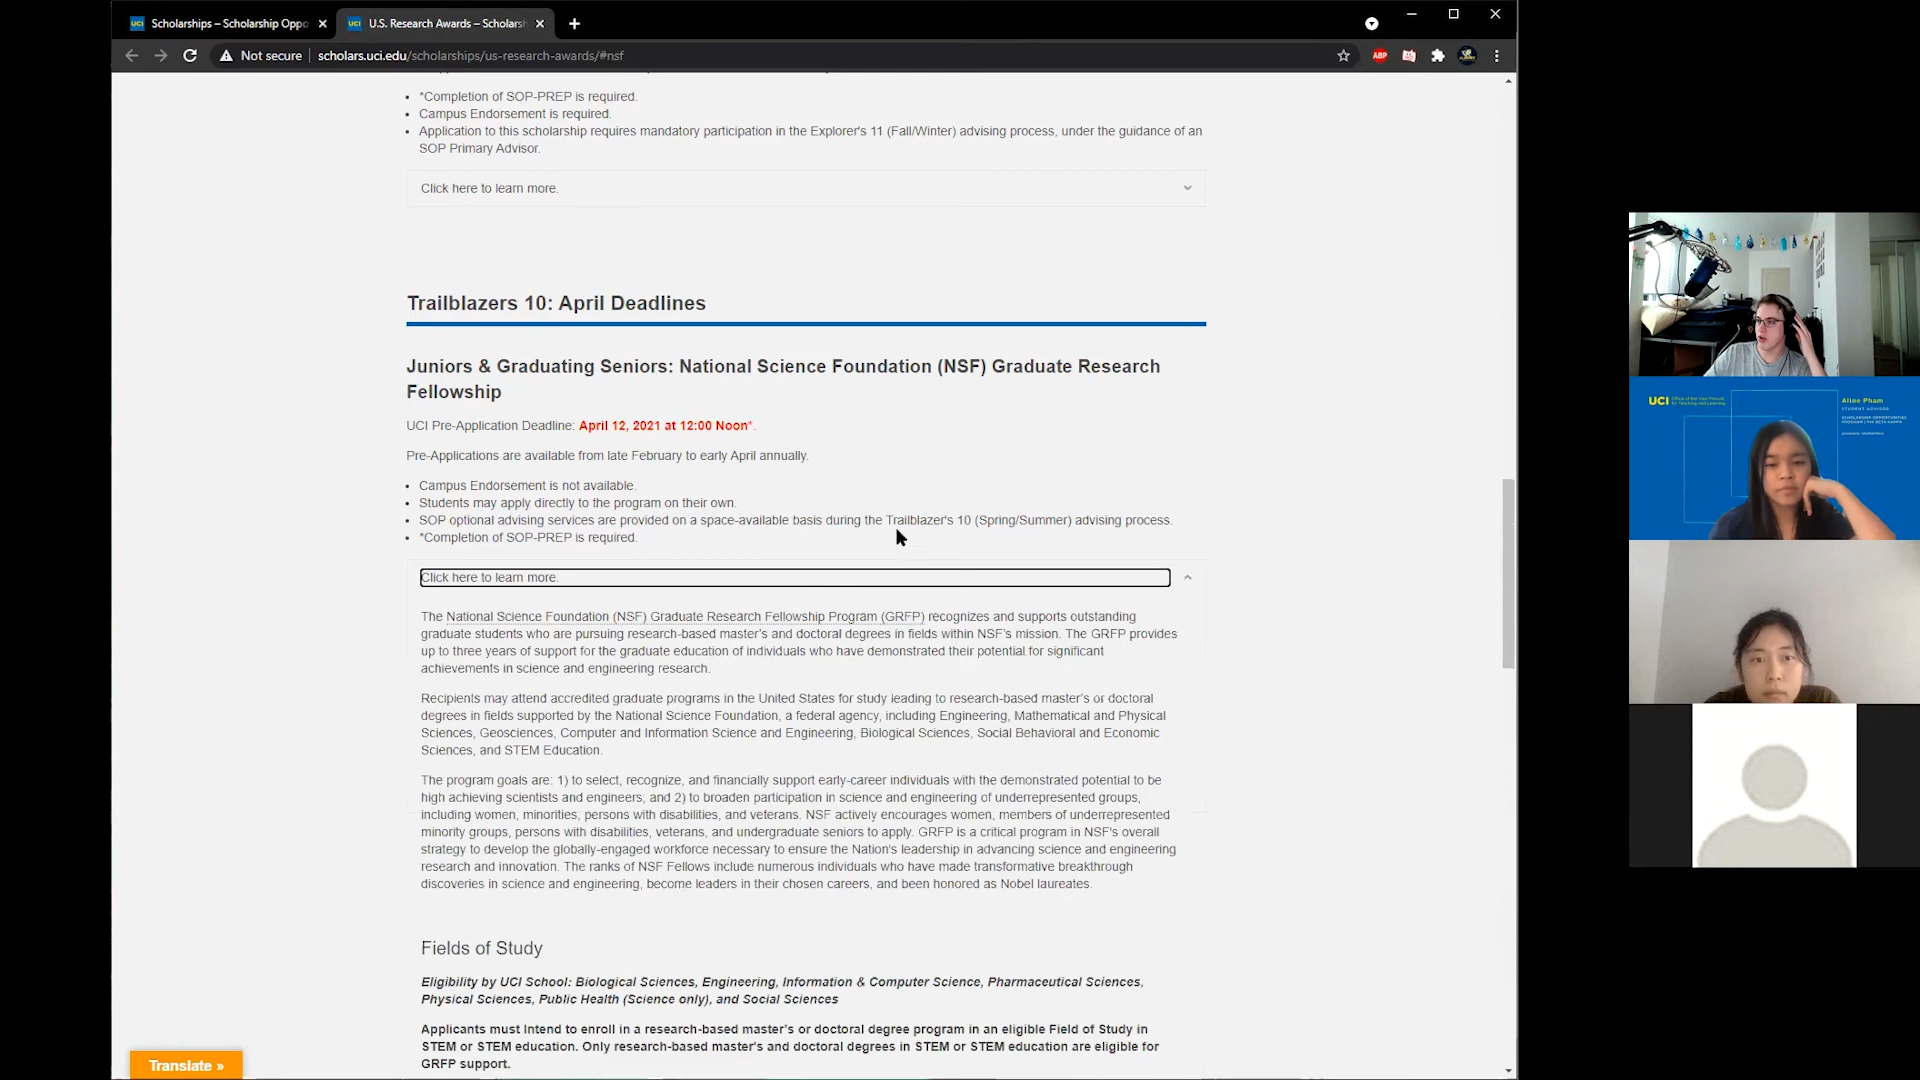 Scholarships – Scholarship Oppo
U.S. Research Awards – Scholarsh
Not secure
scholars.uci.edu/scholarships/us-research-awards/#nsf
ABP
*Completion of SOP-PREP is required.
Campus Endorsement is required.
Application to this scholarship requires mandatory participation in the Explorer's 11 (Fall/Winter) advising process, under the guidance of an
SOP Primary Advisor.
Click here to learn more.
Trailblazers 10: April Deadlines
Juniors & Graduating Seniors: National Science Foundation (NSF) Graduate Research
Fellowship
UCI Pre-Application Deadline: April 12, 2021 at 12:00 Noon*.
Pre-Applications are available from late February to early April annually.
Campus Endorsement is not available.
Students may apply directly to the program on their own.
SOP optional advising services are provided on a space-available basis during the Trailblazer's 10 (Spring/Summer) advising process.
*Completion of SOP-PREP is required.
Click here to learn more.
The National Science Foundation (NSF) Graduate Research Fellowship Program (GRFP) recognizes and supports outstanding
graduate students who are pursuing research-based master's and doctoral degrees in fields within NSF's mission. The GRFP provides
up to three years of support for the graduate education of individuals who have demonstrated their potential for significant
achievements in science and engineering research.
Recipients may attend accredited graduate programs in the United States for study leading to research-based master's or doctoral
degrees in fields supported by the National Science Foundation, a federal agency, including Engineering, Mathematical and Physical
Sciences, Geosciences, Computer and Information Science and Engineering, Biological Sciences, Social Behavioral and Economic
Sciences, and STEM Education.
The program goals are: 1) to select, recognize, and financially support early-career individuals with the demonstrated potential to be
high achieving scientists and engineers; and 2) to broaden participation in science and engineering of underrepresented groups,
including women, minorities, persons with disabilities, and veterans. NSF actively encourages women, members of underrepresented
minority groups, persons with disabilities, veterans, and undergraduate seniors to apply. GRFP is a critical program in NSF's overall
strategy to develop the globally-engaged workforce necessary to ensure the Nation's leadership in advancing science and engineering
research and innovation. The ranks of NSF Fellows include numerous individuals who have made transformative breakthrough
discoveries in science and engineering, become leaders in their chosen careers, and been honored as Nobel laureates.
Fields of Study
Eligibility by UCI School: Biological Sciences, Engineering, Information & Computer Science, Pharmaceutical Sciences,
Physical Sciences, Public Health (Science only), and Social Sciences
Applicants must Intend to enroll in a research-based master's or doctoral degree program in an eligible Field of Study in
STEM or STEM education. Only research-based master's and doctoral degrees in STEM or STEM education are eligible for
GRFP support.
Translate »
UCI Office of the Vice Provost
for Teaching and Learning
Aline Pham
STUDENT ADVISOR
SCHOLARSHIP OPPORTUNITIES
PROGRAM | PHI BETA KAPPA